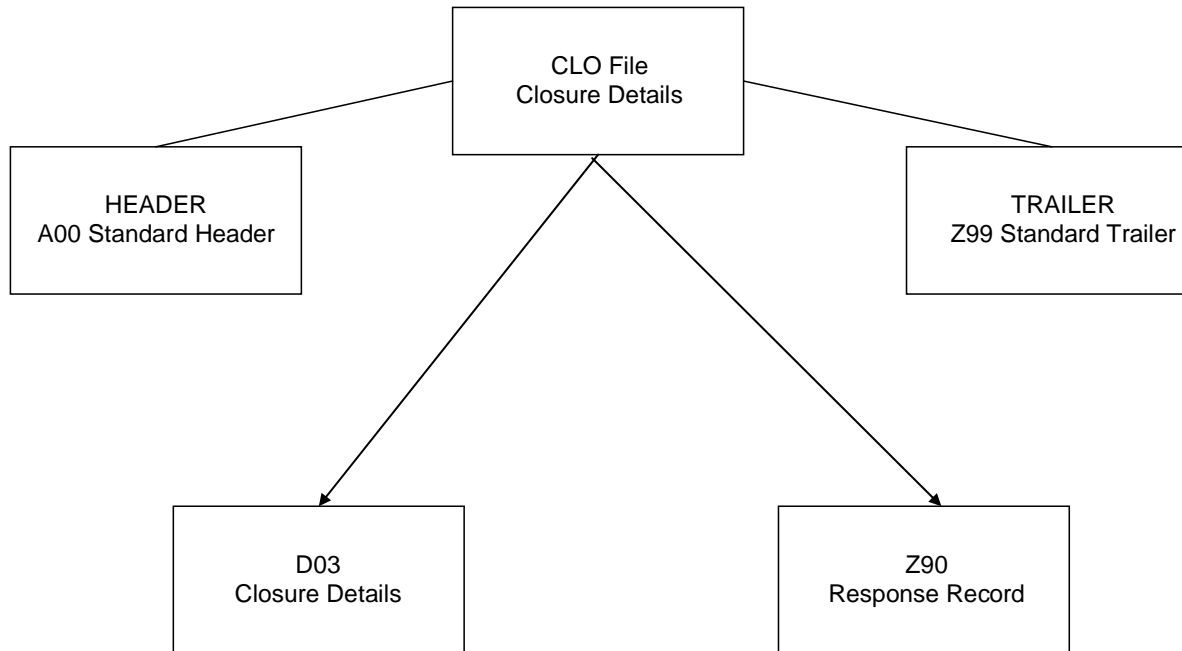 CLO File
Closure Details
HEADER
A00 Standard Header
TRAILER
Z99 Standard Trailer
D03
Closure Details
Z90
Response Record